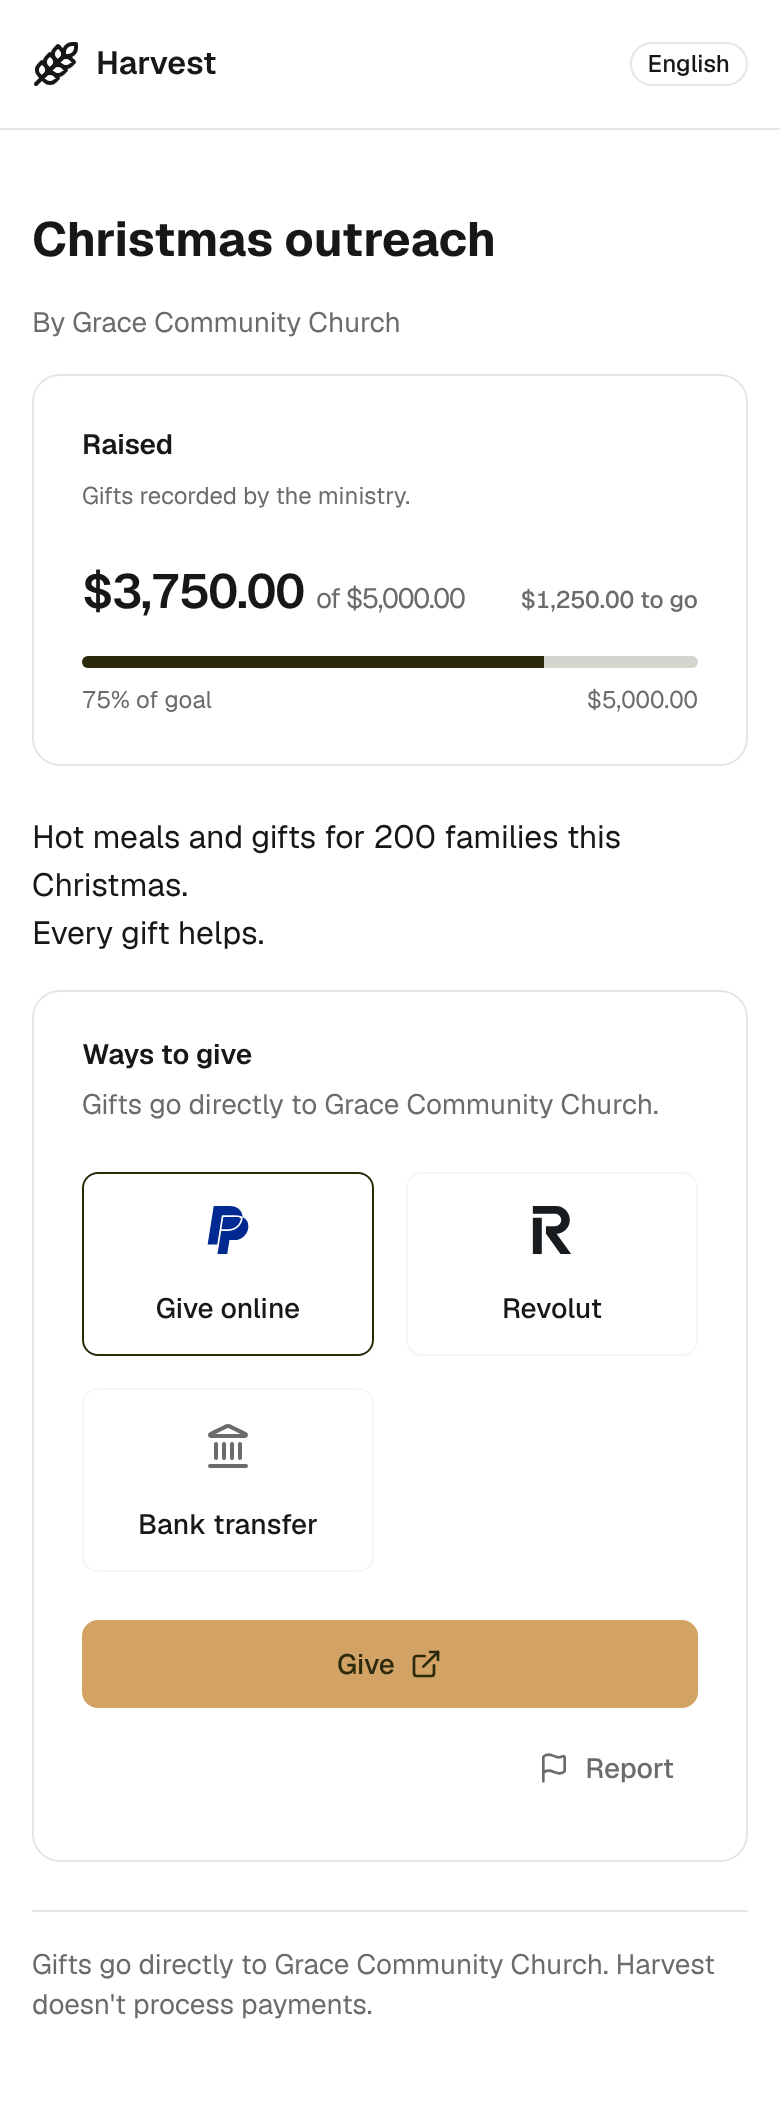 Harvest
English
Christmas outreach
By Grace Community Church
Raised
Gifts recorded by the ministry.
$3,750.00 of $5,000.00 $1,250.00 to go
75% of goal $5,000.00
Hot meals and gifts for 200 families this
Christmas.
Every gift helps.
Ways to give
Gifts go directly to Grace Community Church.
Give online
Revolut
Bank transfer
Give
Report
Gifts go directly to Grace Community Church. Harvest
doesn't process payments.